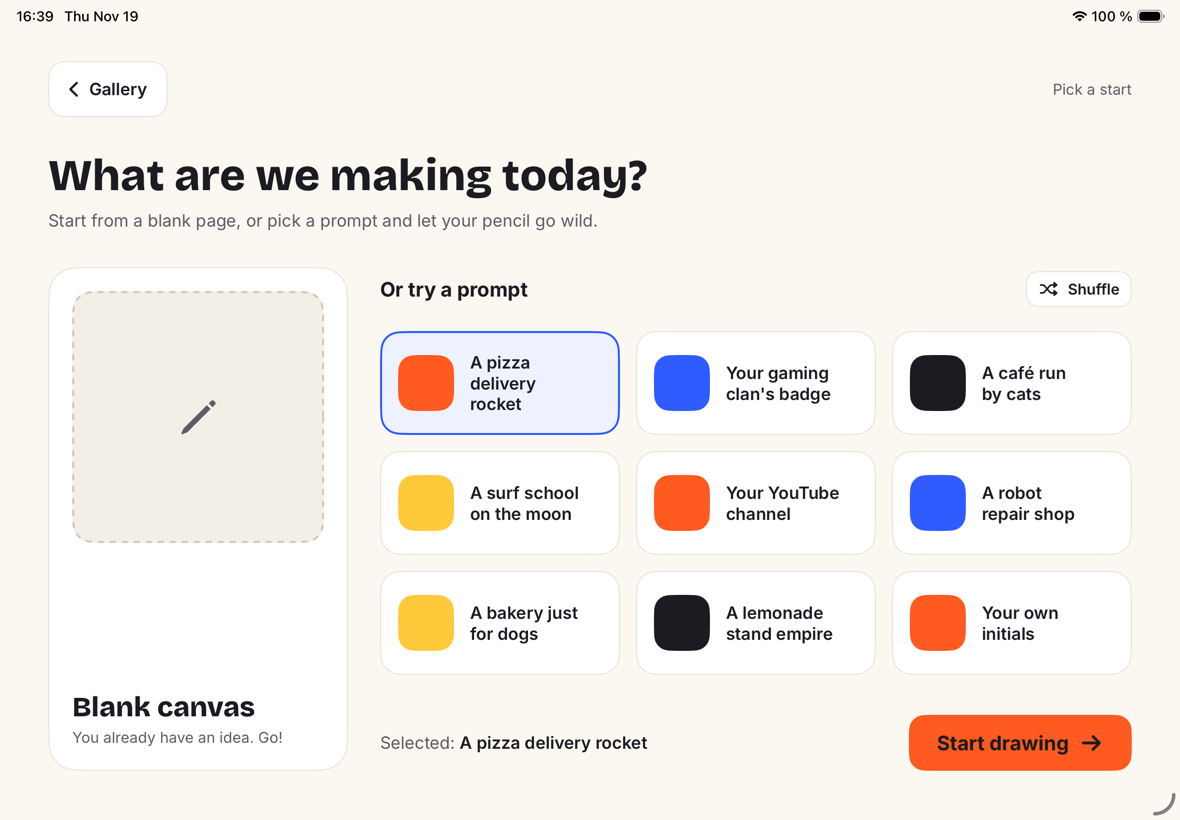 16:39 Thu Nov 19
100 %
Gallery
Pick a start
What are we making today?
Start from a blank page, or pick a prompt and let your pencil go wild.
Or try a prompt
Shuffle
A pizza
delivery
rocket
Your gaming
clan's badge
A café run
by cats
A surf school
on the moon
Your YouTube
channel
A robot
repair shop
A bakery just
for dogs
A lemonade
stand empire
Your own
initials
Blank canvas
You already have an idea. Go!
Selected: A pizza delivery rocket
Start drawing